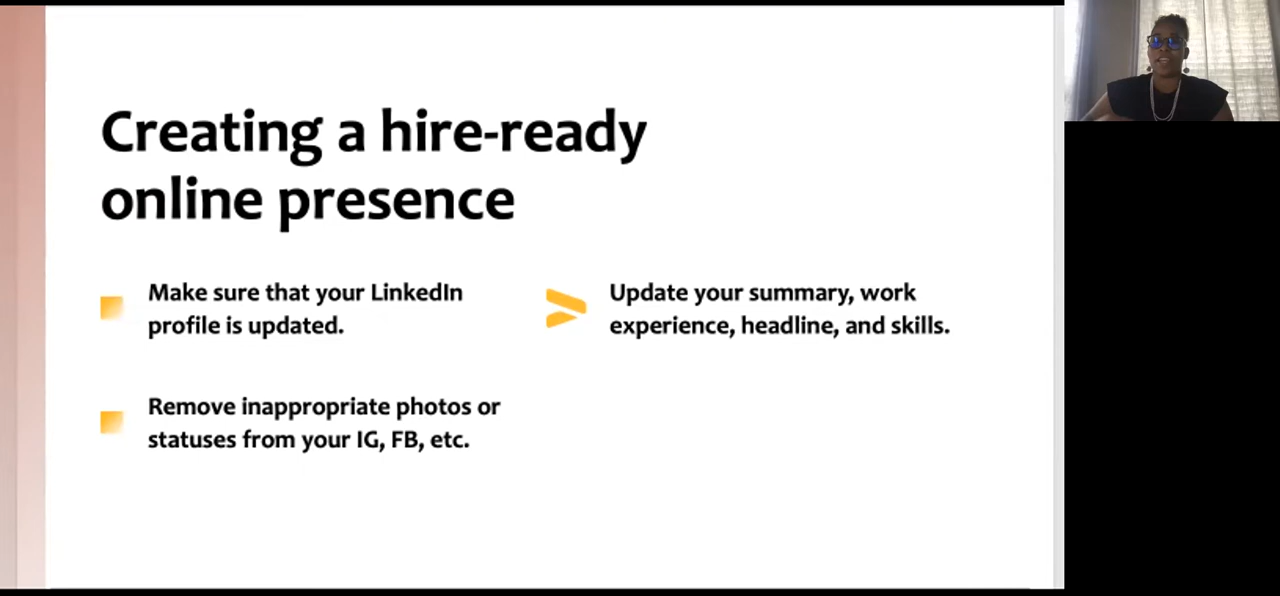 Creating a hire-ready
online presence
Make sure that your LinkedIn
profile is updated.
Update your summary, work
experience, headline, and skills.
Remove inappropriate photos or
statuses from your IG, FB, etc.